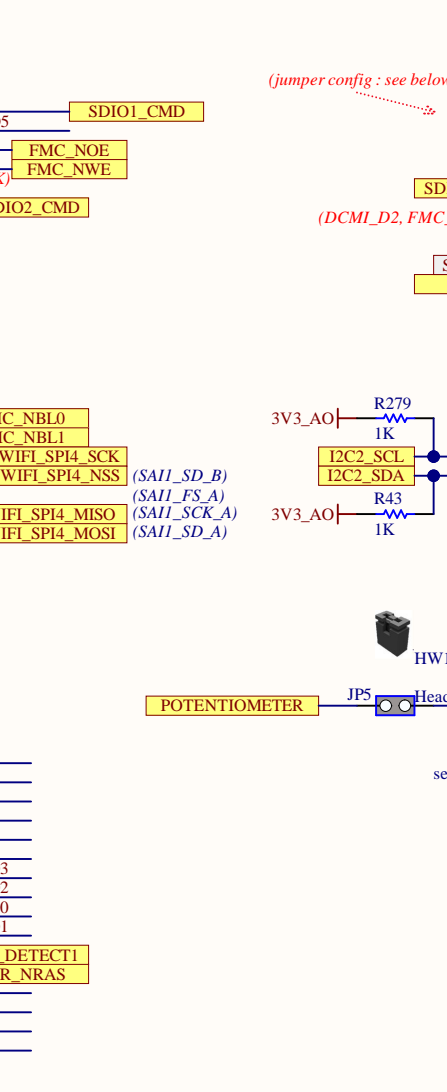 (jumper config : see below
SDIO1_CMD
5
FMC_NOE
FMC_NWE
)
DIO2_CMD
SD
(DCMI_D2, FMC_
S
C_NBL0
C_NBL1
WIFI_SPI4_SCK
WIFI_SPI4_NSS (SAI1_SD_B)
(SAI1_FS_A)
IFI_SPI4_MISO (SAI1_SCK_A)
IFI_SPI4_MOSI (SAI1_SD_A)
R279
3V3_AO
1K
I2C2_SCL
I2C2_SDA
R43
3V3_AO
1K
HW1
POTENTIOMETER
JP5
Head
se
3
2
0
1
_DETECT1
R_NRAS